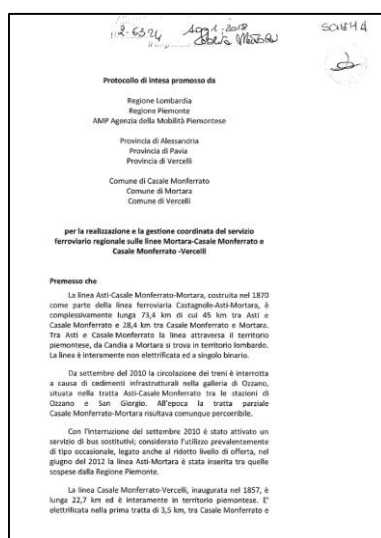 Protocollo di intesa promosso da
Regione Lombardia
Regione Piemonte
AMP Agenzia della Mobilità Piemontese
Provincia di Alessandria
Provincia di Pavia
Provincia di Vercelli
Comune di Casale Monferrato
Comune di Mortara
Comune di Vercelli
per la realizzazione e la gestione coordinata del servizio
ferroviario regionale sulle linee Mortara-Casale Monferrato e
Casale Monferrato -Vercelli
Premesso che
La linea Asti-Casale Monferrato-Mortara, costruita nel 1870
come parte della linea ferroviaria Castagnole-Asti-Mortara, è
complessivamente lunga 73,4 km di cui 45 km tra Asti e
Casale Monferrato e 28,4 km tra Casale Monferrato e Mortara.
Tra Asti e Casale Monferrato la linea attraversa il territorio
piemontese, da Candia a Mortara si trova in territorio lombardo.
La linea è interamente non elettrificata ed a singolo binario.
Da settembre del 2010 la circolazione dei treni è interrotta
a causa di cedimenti infrastrutturali nella galleria di Ozzano,
situata nella tratta Asti-Casale Monferrato tra le stazioni di
Ozzano e San Giorgio. All'epoca la tratta parziale
Casale Monferrato-Mortara risultava comunque percorribile.
Con l'interruzione del settembre 2010 è stato attivato un
servizio di bus sostitutivi; considerato l'utilizzo prevalentemente
di tipo occasionale, legato anche al ridotto livello di offerta, nel
giugno del 2012 la linea Asti-Mortara è stata inserita tra quelle
sospese dalla Regione Piemonte.
La linea Casale Monferrato-Vercelli, inaugurata nel 1857, è
lunga 22,7 km ed è interamente in territorio piemontese. E'
elettrificata nella prima tratta di 3,5 km, tra Casale Monferrato e